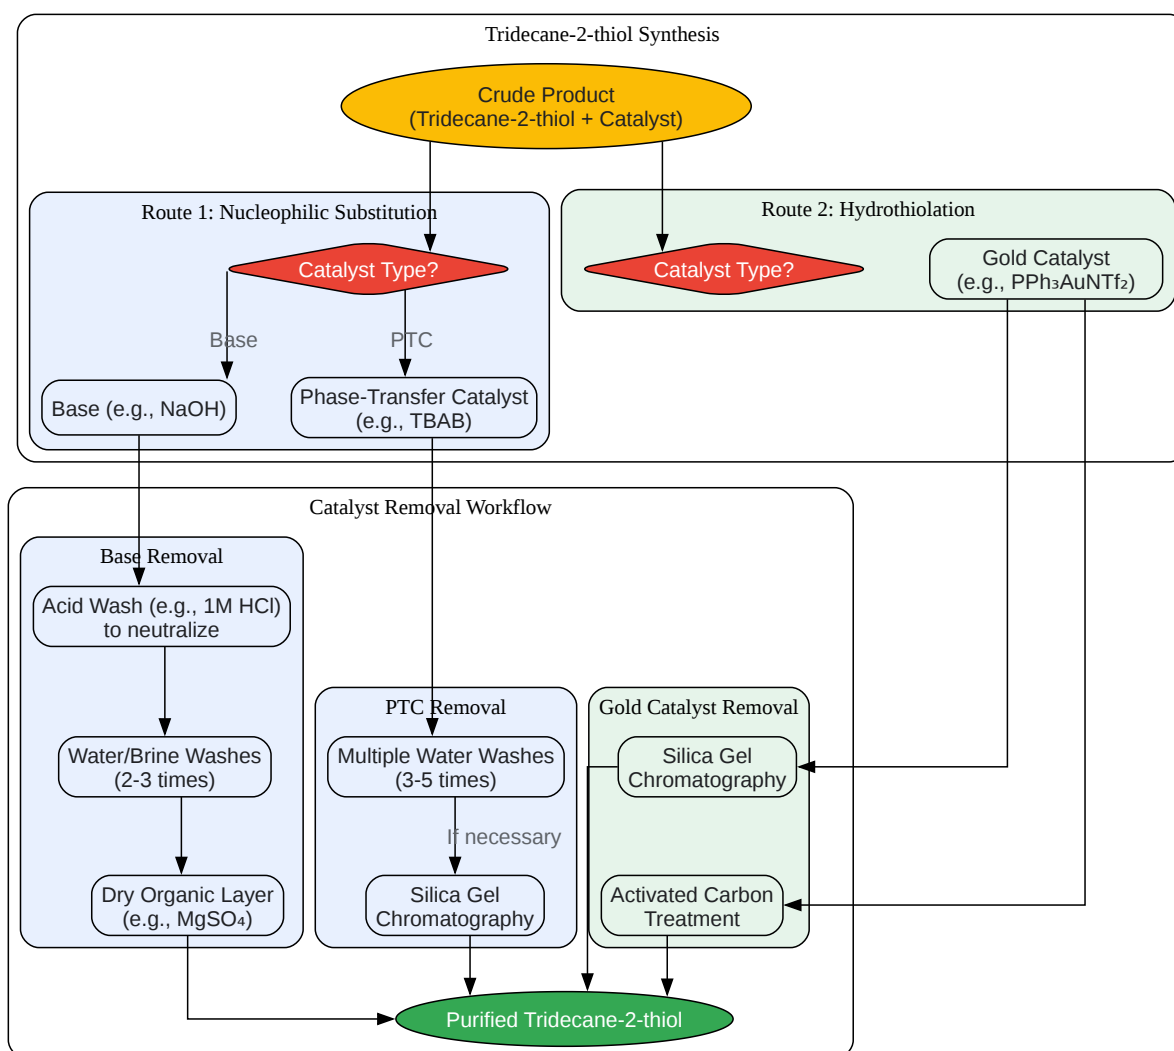 Tridecane-2-thiol Synthesis
Crude Product
(Tridecane-2-thiol + Catalyst)
Route 1: Nucleophilic Substitution
Catalyst Type?
Base
PTC
Base (e.g., NaOH)
Phase-Transfer Catalyst
(e.g., TBAB)
Route 2: Hydrothiolation
Catalyst Type?
Gold Catalyst
(e.g., PPh₃AuNTf₂)
Catalyst Removal Workflow
Base Removal
Acid Wash (e.g., 1M HCl)
to neutralize
Water/Brine Washes
(2-3 times)
Dry Organic Layer
(e.g., MgSO₄)
PTC Removal
Multiple Water Washes
(3-5 times)
If necessary
Silica Gel
Chromatography
Gold Catalyst Removal
Silica Gel
Chromatography
Activated Carbon
Treatment
Purified Tridecane-2-thiol